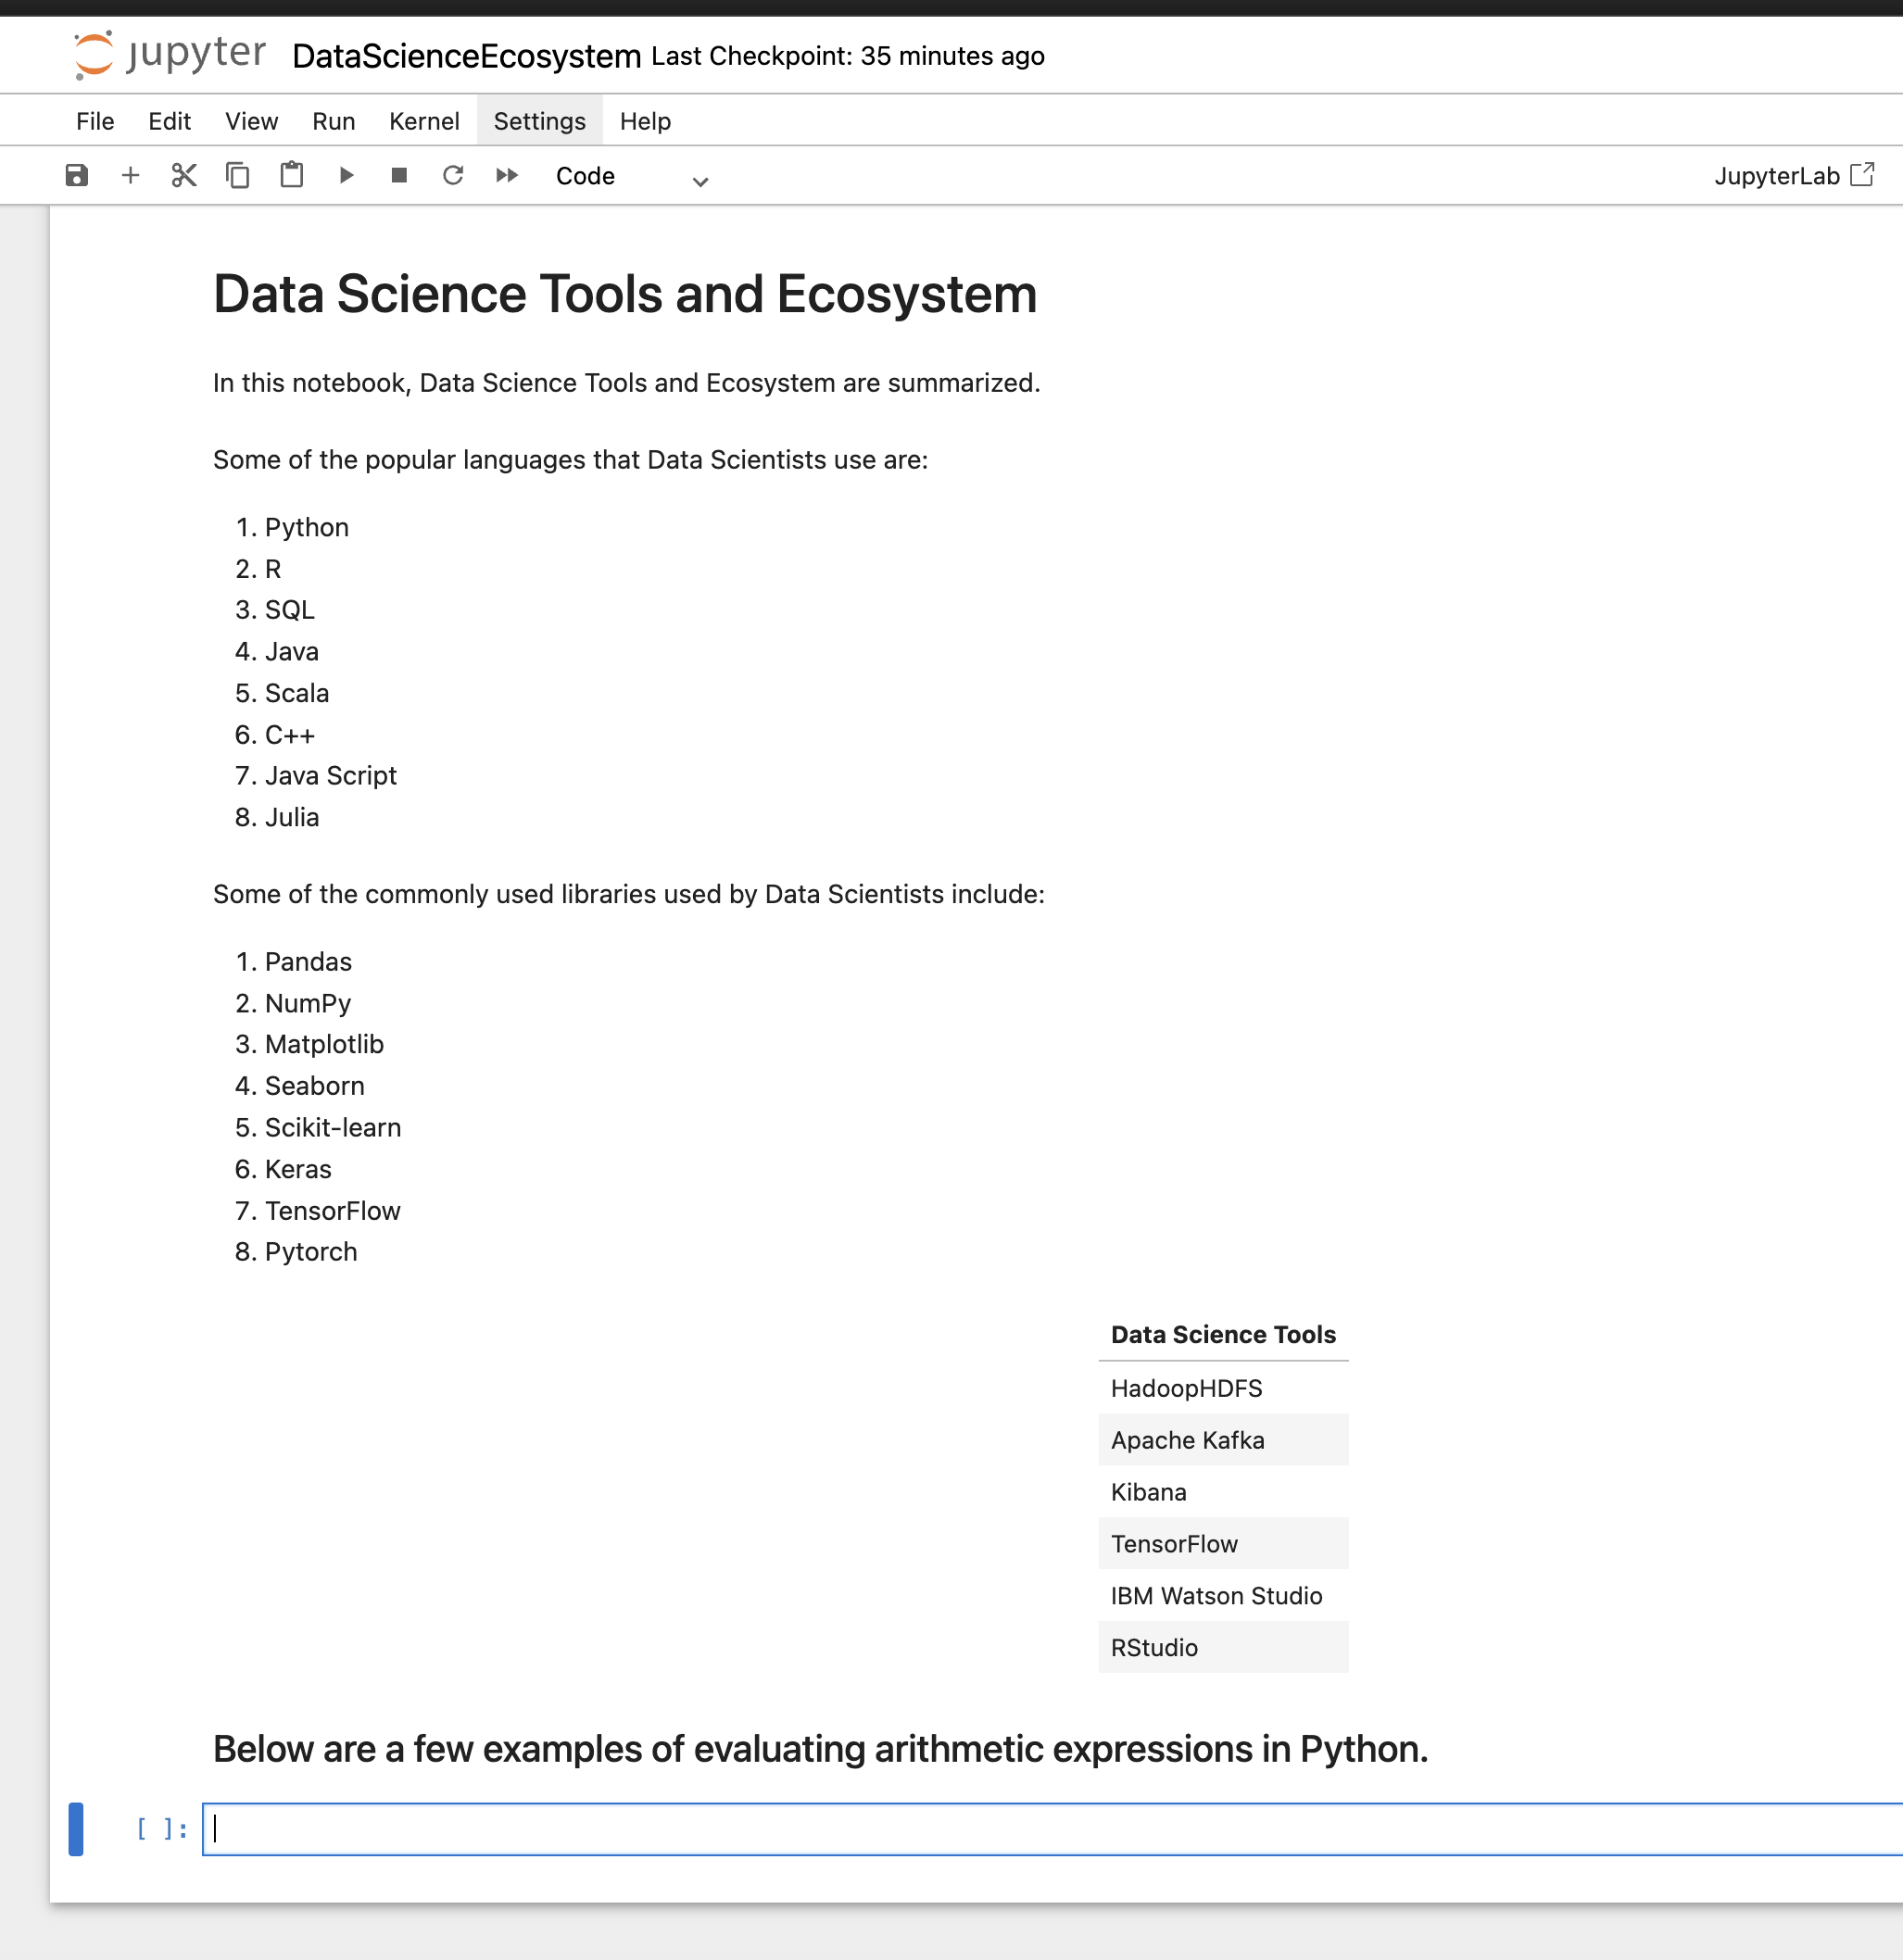 jupyter DataScienceEcosystem Last Checkpoint: 35 minutes ago
File Edit View Run Kernel Settings Help
Code JupyterLab
Data Science Tools and Ecosystem
In this notebook, Data Science Tools and Ecosystem are summarized.
Some of the popular languages that Data Scientists use are:
1. Python
2. R
3. SQL
4. Java
5. Scala
6. C++
7. Java Script
8. Julia
Some of the commonly used libraries used by Data Scientists include:
1. Pandas
2. NumPy
3. Matplotlib
4. Seaborn
5. Scikit-learn
6. Keras
7. TensorFlow
8. Pytorch
Data Science Tools
HadoopHDFS
Apache Kafka
Kibana
TensorFlow
IBM Watson Studio
RStudio
Below are a few examples of evaluating arithmetic expressions in Python.
[ ]: